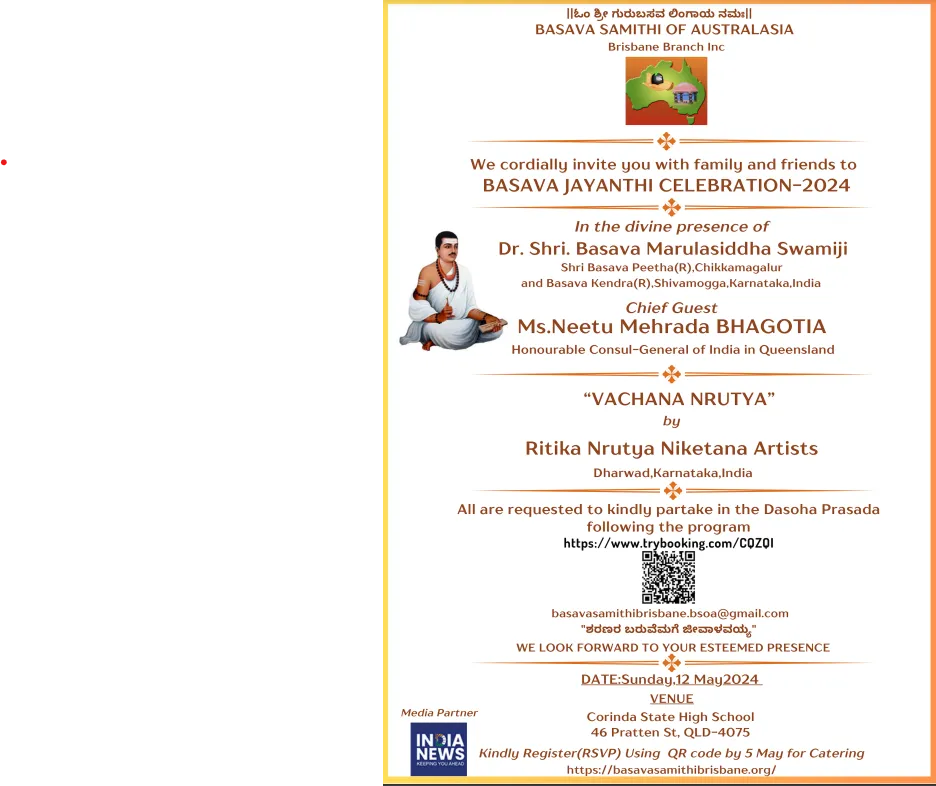 ||ಓಂ ಶ್ರೀ ಗುರುಬಸವ ಲಿಂಗಾಯ ನಮಃ||
BASAVA SAMITHI OF AUSTRALASIA
Brisbane Branch Inc
We cordially invite you with family and friends to
BASAVA JAYANTHI CELEBRATION-2024
In the divine presence of
Dr. Shri. Basava Marulasiddha Swamiji
Shri Basava Peetha(R),Chikkamagalur
and Basava Kendra(R),Shivamogga,Karnataka,India
Chief Guest
Ms.Neetu Mehrada BHAGOTIA
Honourable Consul-General of India in Queensland
“VACHANA NRUTYA”
by
Ritika Nrutya Niketana Artists
Dharwad,Karnataka,India
All are requested to kindly partake in the Dasoha Prasada
following the program
https://www.trybooking.com/CQZQI
basavasamithibrisbane.bsoa@gmail.com
"ಶರಣರ ಬರುವೆಮಗೆ ಜೀವಾಳವಯ್ಯ"
WE LOOK FORWARD TO YOUR ESTEEMED PRESENCE
DATE:Sunday,12 May2024
VENUE
Corinda State High School
46 Pratten St, QLD-4075
Media Partner
INDIA
NEWS
KEEPING YOU AHEAD
Kindly Register(RSVP) Using QR code by 5 May for Catering
https://basavasamithibrisbane.org/